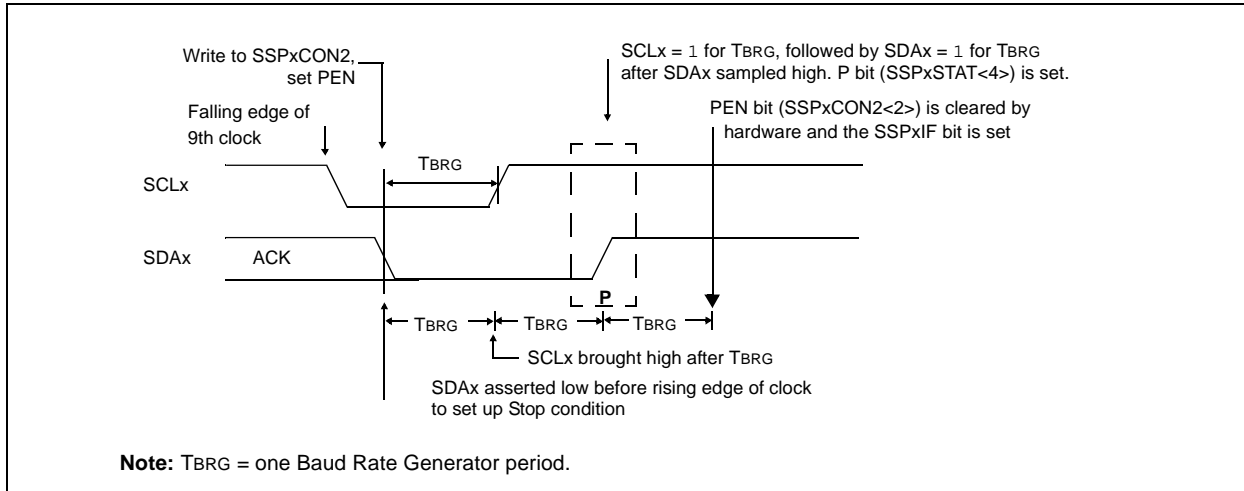 Write to SSPxCON2,
set PEN
SCLx = 1 for TBRG, followed by SDAx = 1 for TBRG
after SDAx sampled high. P bit (SSPxSTAT<4>) is set.
PEN bit (SSPxCON2<2>) is cleared by
hardware and the SSPxIF bit is set
Falling edge of
9th clock
TBRG
SCLx
SDAx
ACK
P
TBRG
TBRG
TBRG
SCLx brought high after TBRG
SDAx asserted low before rising edge of clock
to set up Stop condition
Note: TBRG = one Baud Rate Generator period.